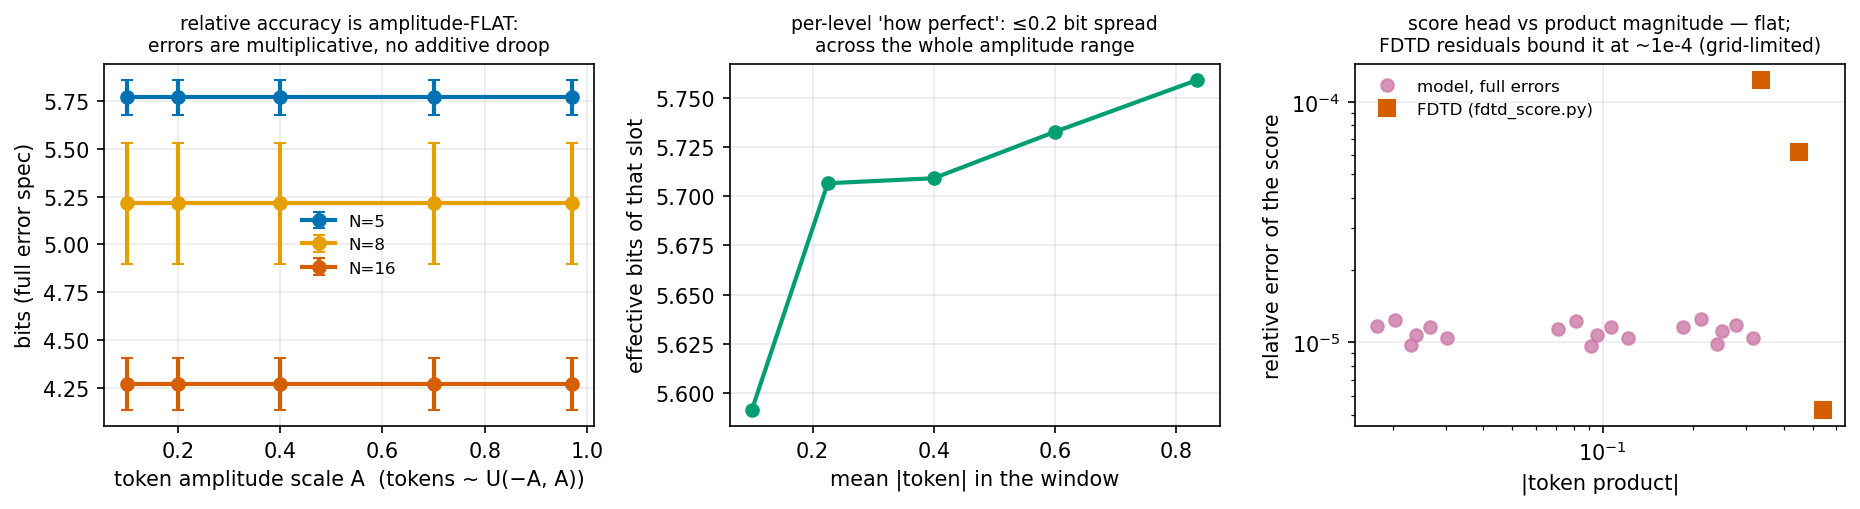 relative accuracy is amplitude-FLAT:
errors are multiplicative, no additive droop
bits (full error spec)
5.75
5.50
5.25
5.00
4.75
4.50
4.25
N=5
N=8
N=16
0.2
0.4
0.6
0.8
1.0
token amplitude scale A  (tokens ~ U(−A, A))
per-level 'how perfect': ≤0.2 bit spread
across the whole amplitude range
effective bits of that slot
5.750
5.725
5.700
5.675
5.650
5.625
5.600
0.2
0.4
0.6
0.8
mean |token| in the window
score head vs product magnitude — flat;
FDTD residuals bound it at ~1e-4 (grid-limited)
relative error of the score
10⁻⁴
10⁻⁵
model, full errors
FDTD (fdtd_score.py)
10⁻¹
|token product|